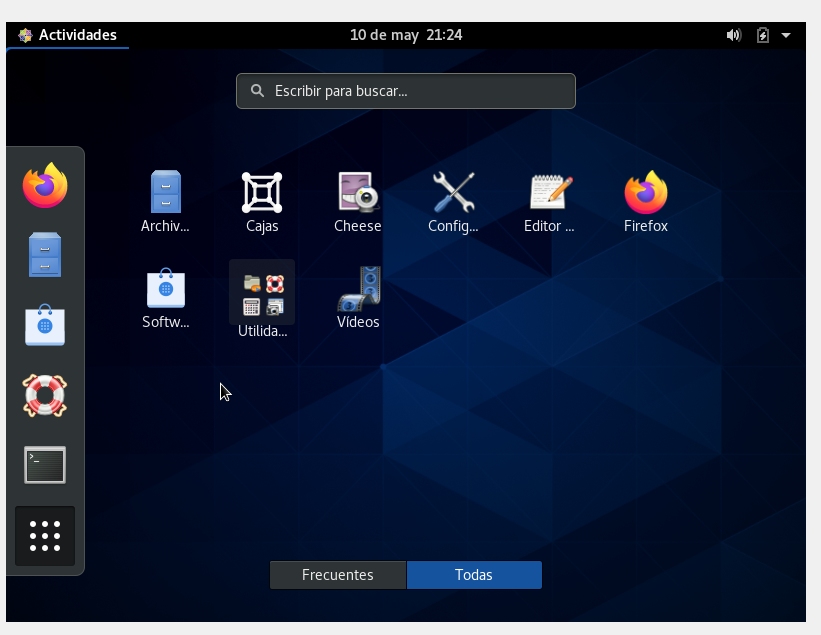 Actividades
10 de may 21:24
Escribir para buscar...
Archiv...
Cajas
Cheese
Config...
Editor ...
Firefox
Softw...
Utilida...
Vídeos
>_
Frecuentes
Todas